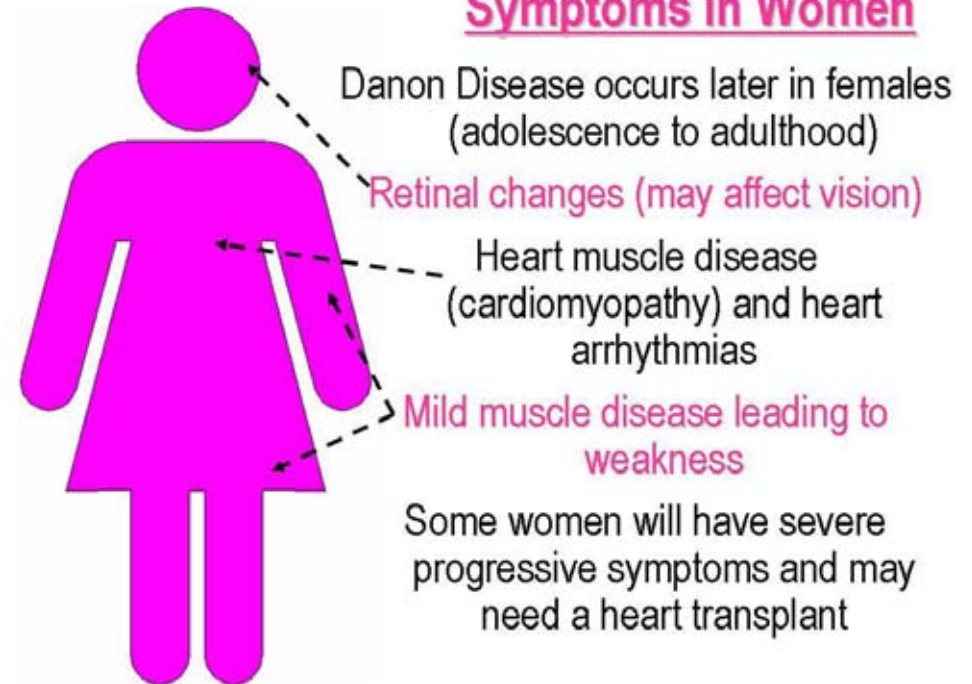 Symptoms in Women
Danon Disease occurs later in females
(adolescence to adulthood)
Retinal changes (may affect vision)
Heart muscle disease
(cardiomyopathy) and heart
arrhythmias
Mild muscle disease leading to
weakness
Some women will have severe
progressive symptoms and may
need a heart transplant